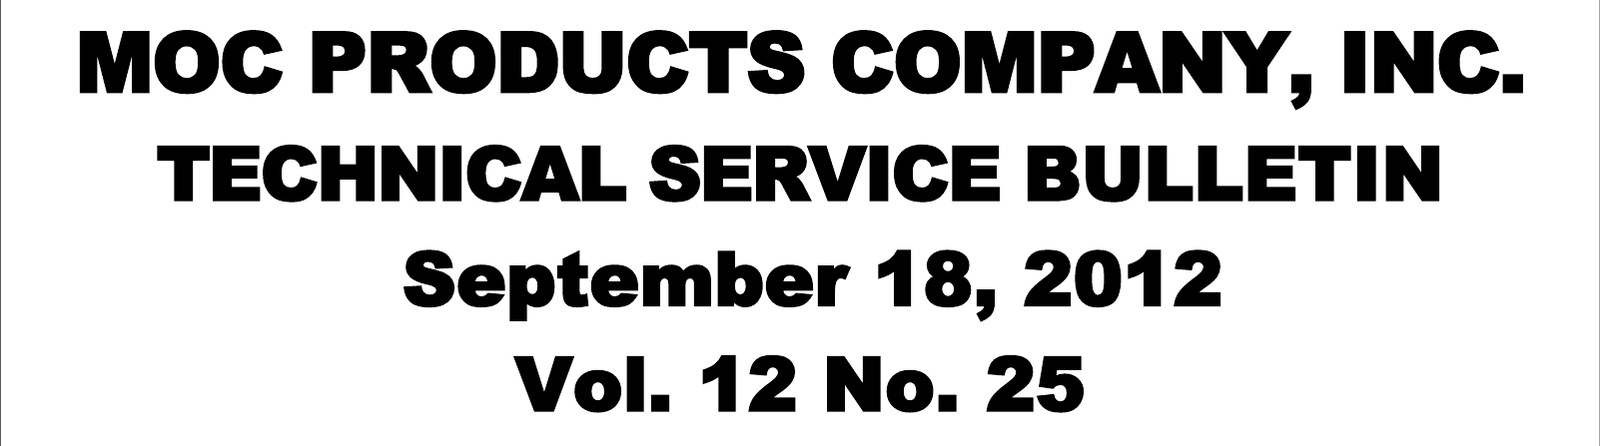 MOC PRODUCTS COMPANY, INC.
TECHNICAL SERVICE BULLETIN
September 18, 2012
Vol. 12 No. 25